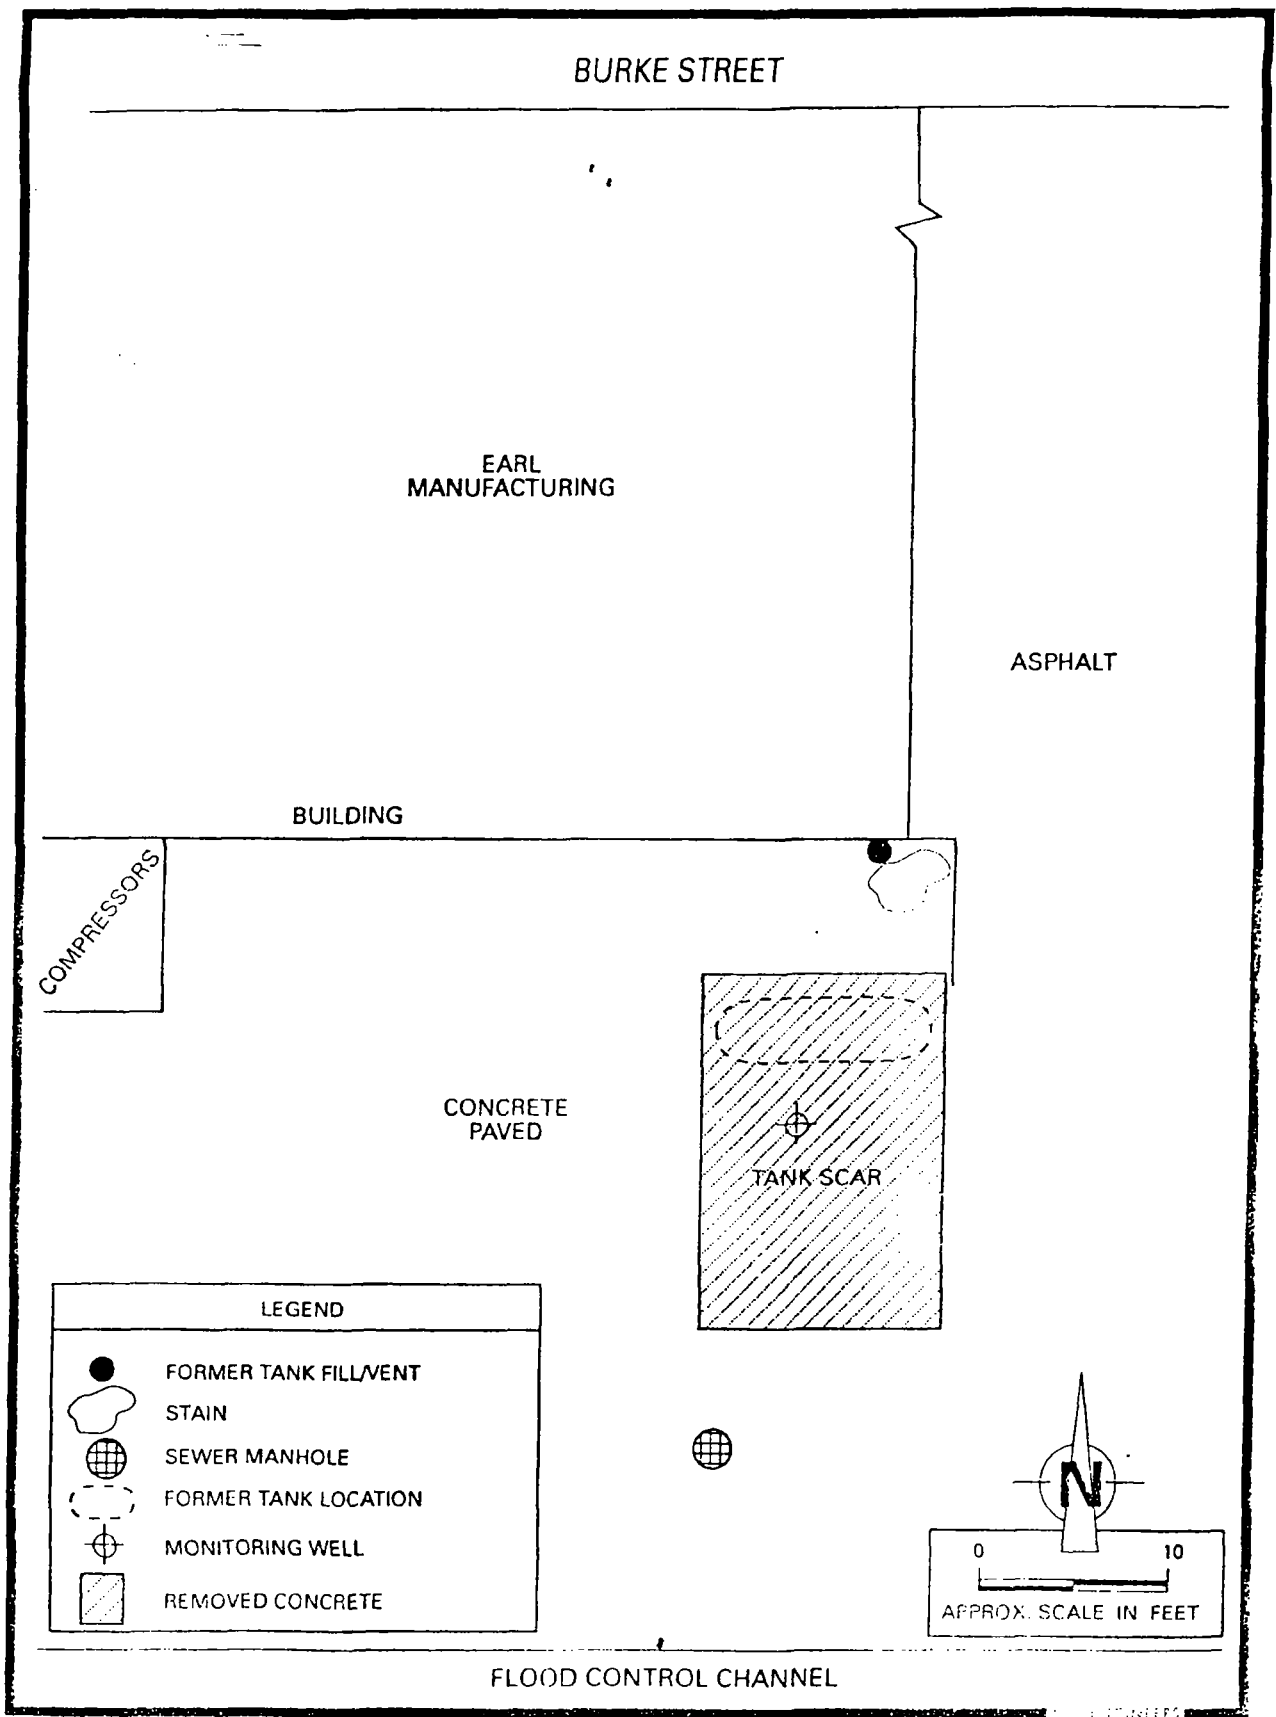 BURKE STREET
EARL
MANUFACTURING
ASPHALT
BUILDING
COMPRESSORS
CONCRETE
PAVED
TANK SCAR
LEGEND
FORMER TANK FILL/VENT
STAIN
SEWER MANHOLE
FORMER TANK LOCATION
MONITORING WELL
REMOVED CONCRETE
N
0 10
APPROX. SCALE IN FEET
FLOOD CONTROL CHANNEL